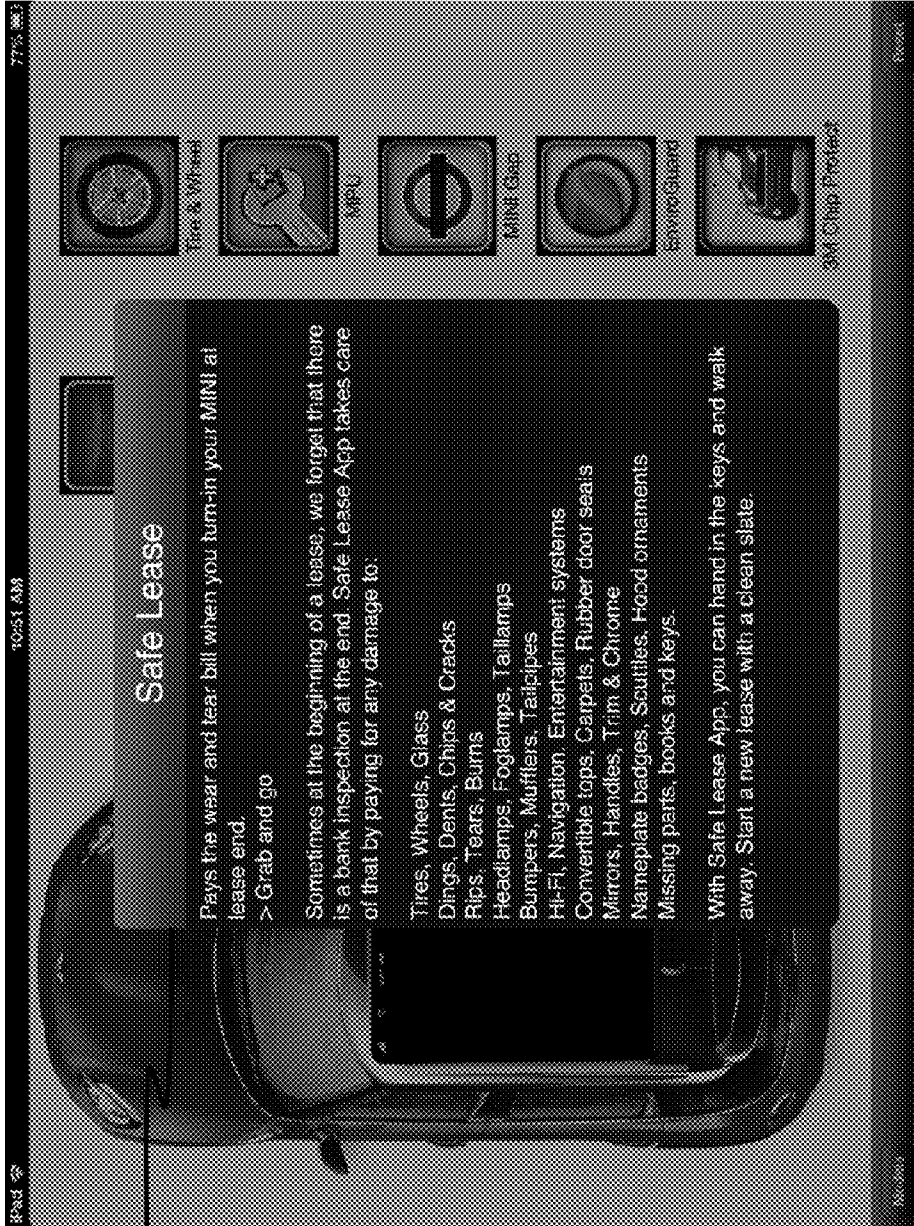 iPad
10:51 AM
77%
Safe Lease
Pays the wear and tear bill when you turn-in your MINI at
lease end.
> Grab and go
Sometimes at the beginning of a lease, we forget that there
is a bank inspection at the end. Safe Lease App takes care
of that by paying for any damage to:
Tires, Wheels, Glass
Dings, Dents, Chips & Cracks
Rips, Tears, Burns
Headlamps, Foglamps, Taillamps
Bumpers, Mufflers, Tailpipes
Hi-Fi, Navigation, Entertainment systems
Convertible tops, Carpets, Rubber door seals
Mirrors, Handles, Trim & Chrome
Nameplate badges, Scuttles, Hood ornaments
Missing parts, books and keys.
With Safe Lease App, you can hand in the keys and walk
away. Start a new lease with a clean slate.
Tire & Wheel
MINI Gap
EnviroGuard
3M Chip Protect